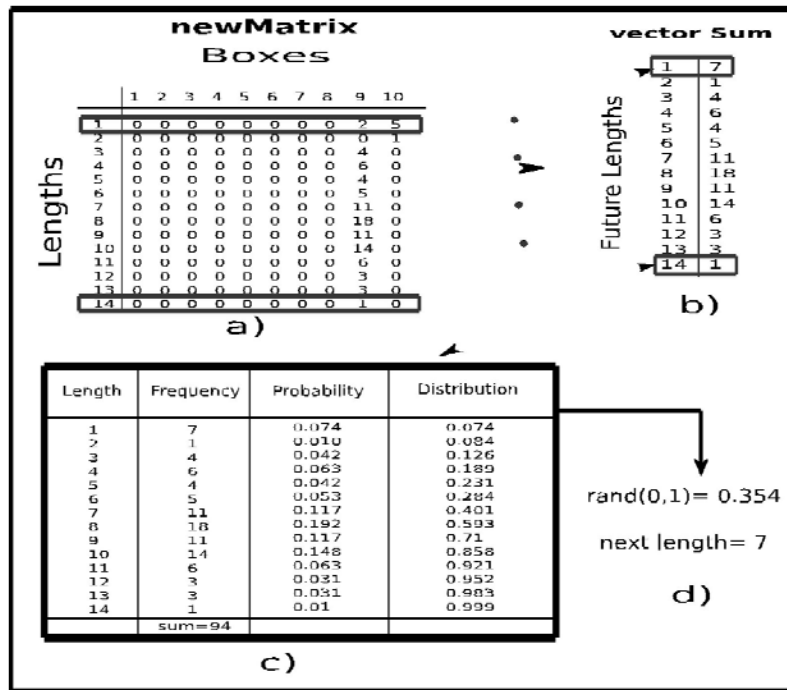 newMatrix
Boxes
1 2 3 4 5 6 7 8 9 10
Lengths
1 0 0 0 0 0 0 0 0 2 5
2 0 0 0 0 0 0 0 0 0 1
3 0 0 0 0 0 0 0 0 4 0
4 0 0 0 0 0 0 0 0 6 0
5 0 0 0 0 0 0 0 0 4 0
6 0 0 0 0 0 0 0 0 5 0
7 0 0 0 0 0 0 0 0 11 0
8 0 0 0 0 0 0 0 0 18 0
9 0 0 0 0 0 0 0 0 11 0
10 0 0 0 0 0 0 0 0 14 0
11 0 0 0 0 0 0 0 0 6 0
12 0 0 0 0 0 0 0 0 3 0
13 0 0 0 0 0 0 0 0 3 0
14 0 0 0 0 0 0 0 0 1 0
a)
vector Sum
Future Lengths
1 7
2 1
3 4
4 6
5 4
6 5
7 11
8 18
9 11
10 14
11 6
12 3
13 3
14 1
b)
Length Frequency Probability Distribution
1 7 0.074 0.074
2 1 0.010 0.084
3 4 0.042 0.126
4 6 0.063 0.189
5 4 0.042 0.231
6 5 0.053 0.284
7 11 0.117 0.401
8 18 0.192 0.593
9 11 0.117 0.71
10 14 0.148 0.858
11 6 0.063 0.921
12 3 0.031 0.952
13 3 0.031 0.983
14 1 0.01 0.999
sum=94
c)
rand(0,1)= 0.354
next length= 7
d)